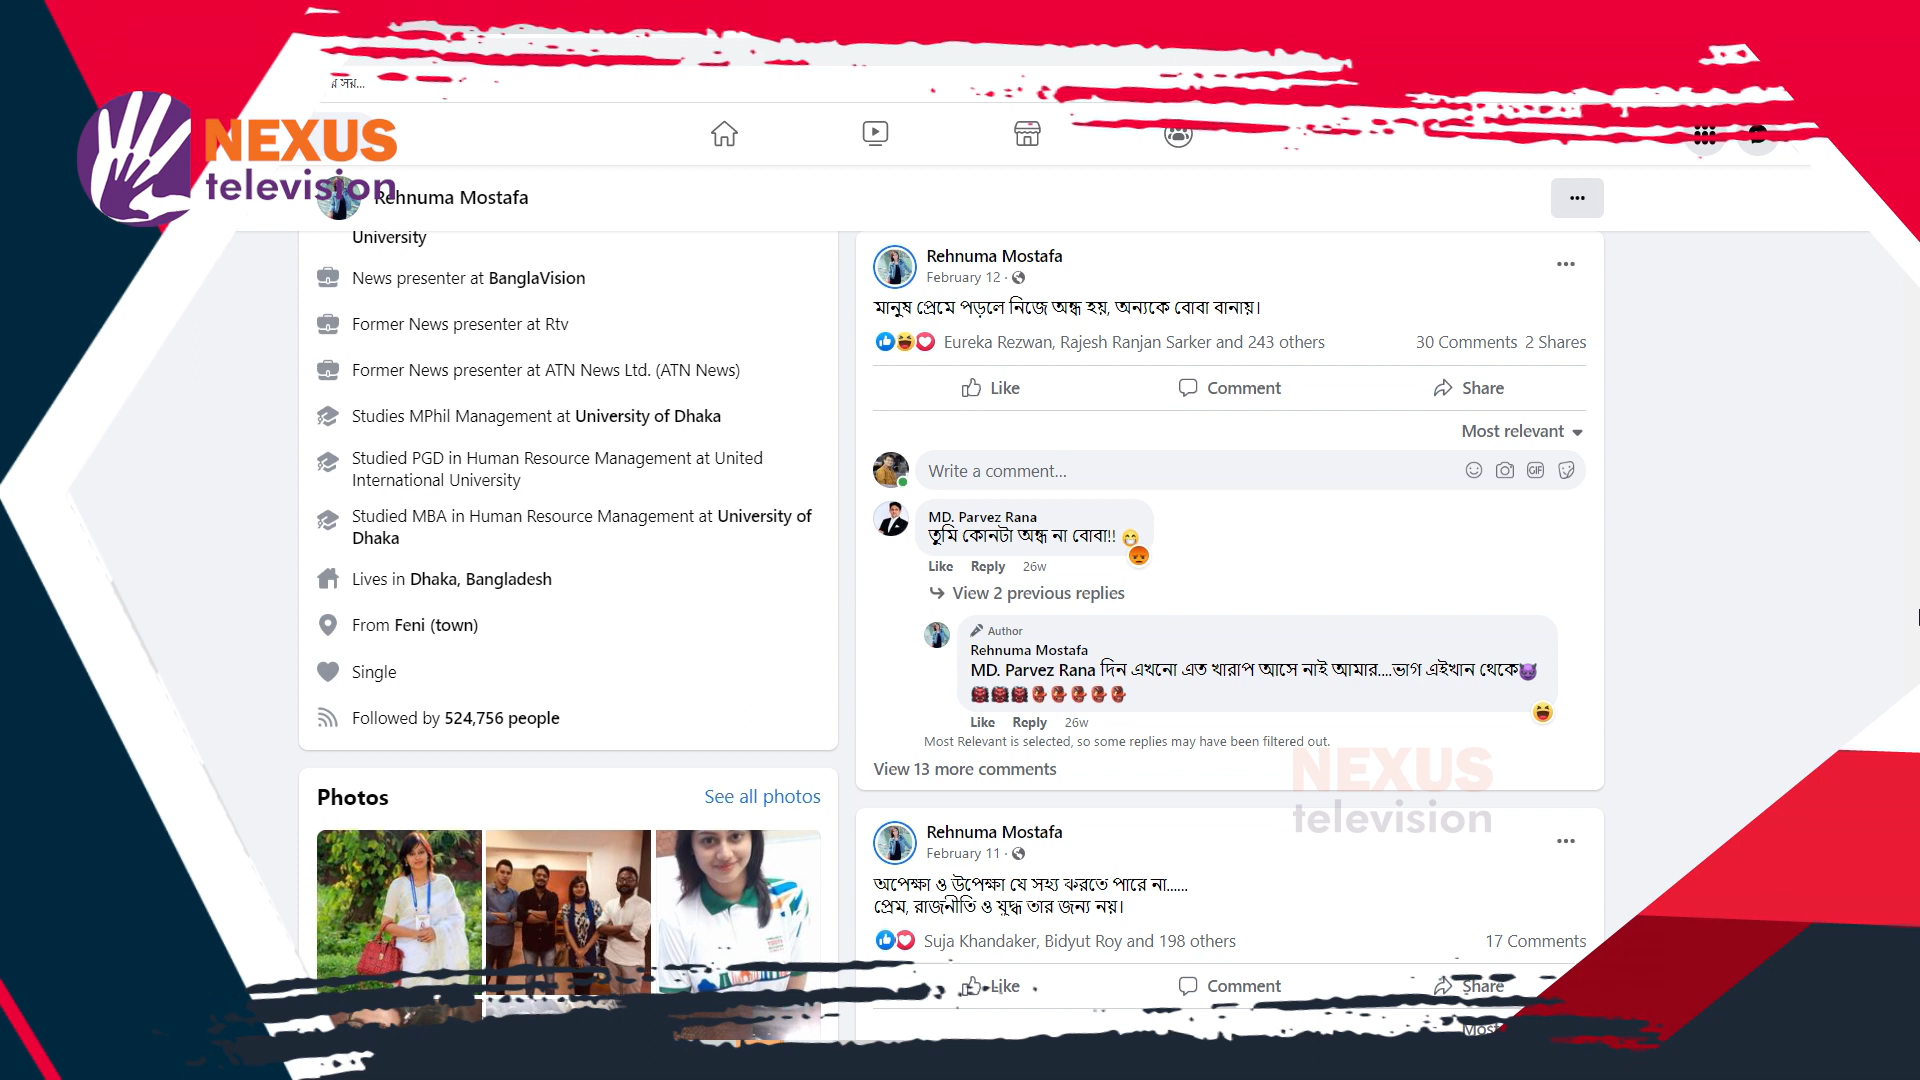 র সর...
NEXUS
television
Rehnuma Mostafa
University
News presenter at BanglaVision
Former News presenter at Rtv
Former News presenter at ATN News Ltd. (ATN News)
Studies MPhil Management at University of Dhaka
Studied PGD in Human Resource Management at United
International University
Studied MBA in Human Resource Management at University of
Dhaka
Lives in Dhaka, Bangladesh
From Feni (town)
Single
Followed by 524,756 people
Photos
See all photos
Rehnuma Mostafa
February 12 ·
মানুষ প্রেমে পড়লে নিজে অন্ধ হয়, অন্যকে বোবা বানায়।
Eureka Rezwan, Rajesh Ranjan Sarker and 243 others
30 Comments 2 Shares
Like Comment Share
Most relevant
Write a comment...
GIF
MD. Parvez Rana
তুমি কোনটা অন্ধ না বোবা!! 😁
Like Reply 26w
View 2 previous replies
Author
Rehnuma Mostafa
MD. Parvez Rana দিন এখনো এত খারাপ আসে নাই আমার....ভাগ এইখান থেকে😈
👹👹👹👺👺👺👺👺
Like Reply 26w
Most Relevant is selected, so some replies may have been filtered out.
View 13 more comments
NEXUS
television
Rehnuma Mostafa
February 11 ·
অপেক্ষা ও উপেক্ষা যে সহ্য করতে পারে না......
প্রেম, রাজনীতি ও যুদ্ধ তার জন্য নয়।
Suja Khandaker, Bidyut Roy and 198 others
17 Comments
Like Comment Share
Most